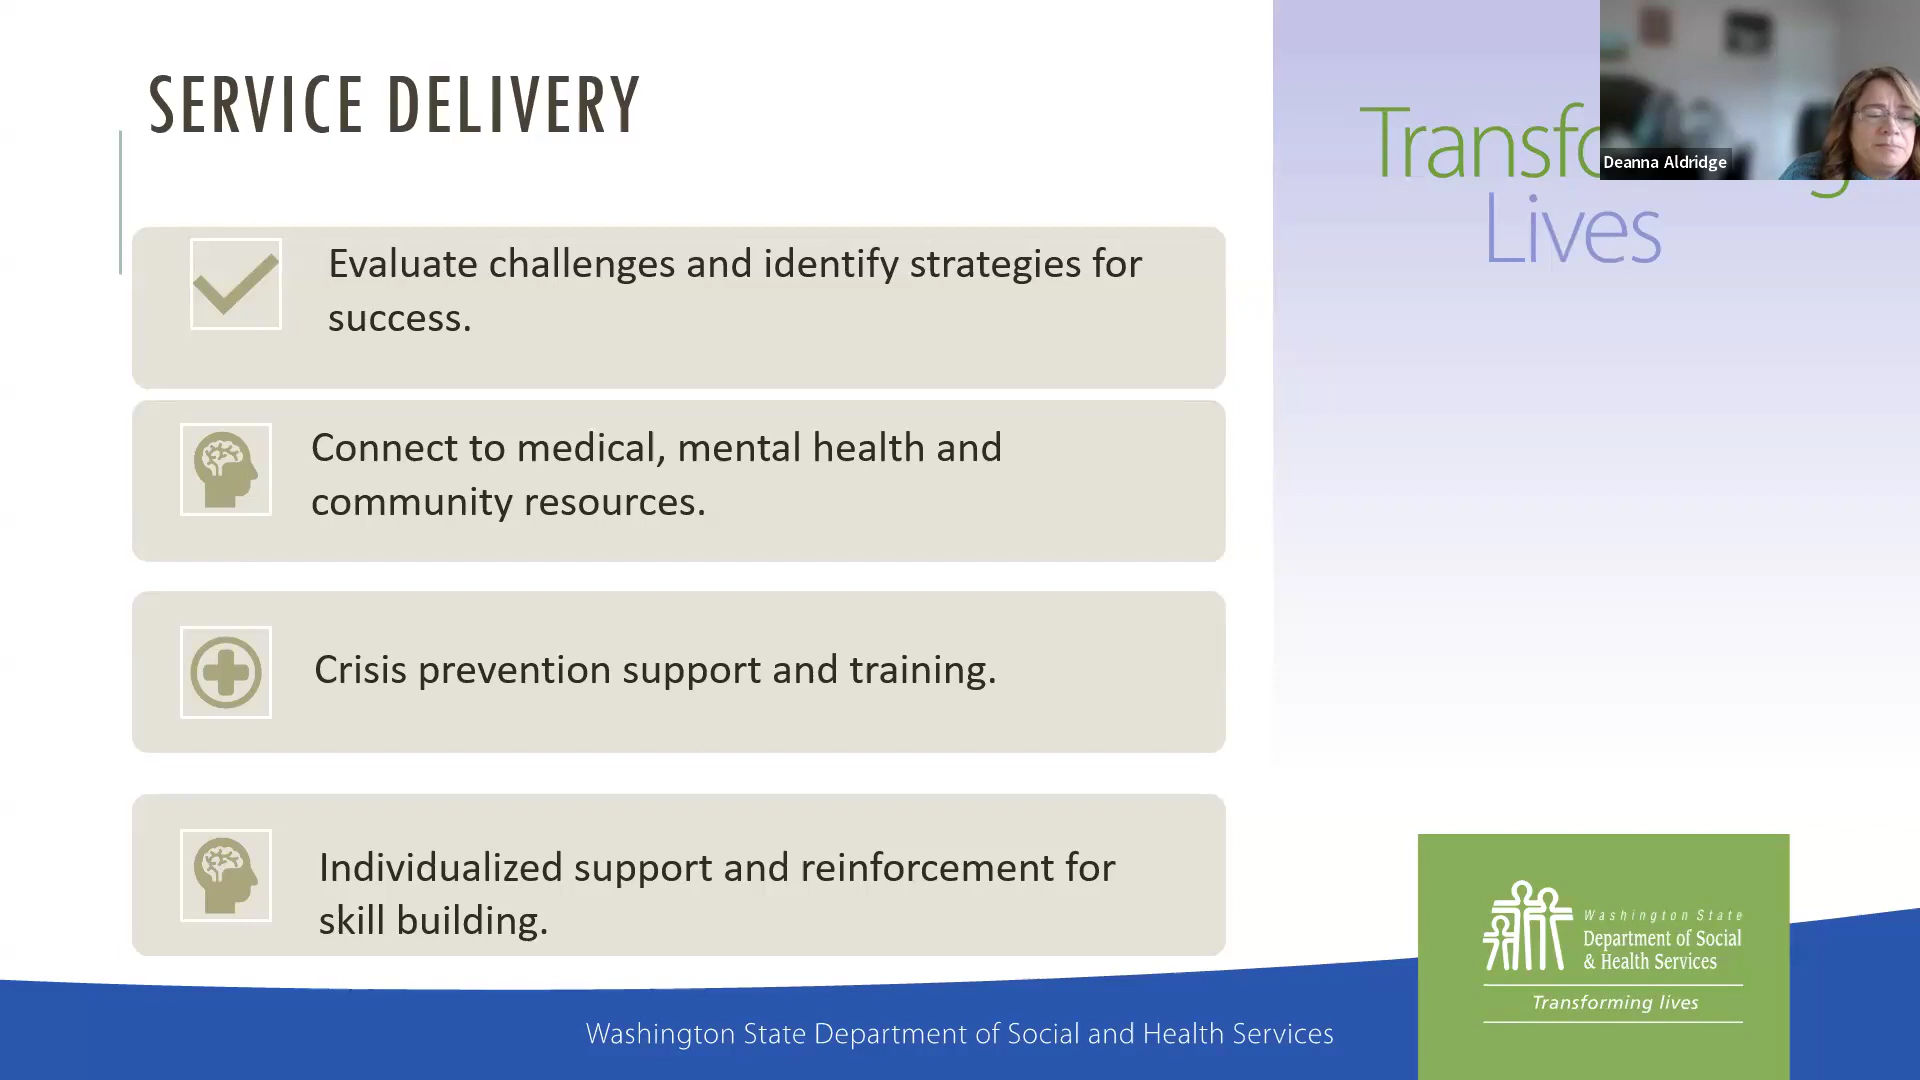 SERVICE DELIVERY
Evaluate challenges and identify strategies for
success.
Connect to medical, mental health and
community resources.
Crisis prevention support and training.
Individualized support and reinforcement for
skill building.
Lives
Deanna Aldridge
Washington State
Department of Social
& Health Services
Transforming lives
Washington State Department of Social and Health Services